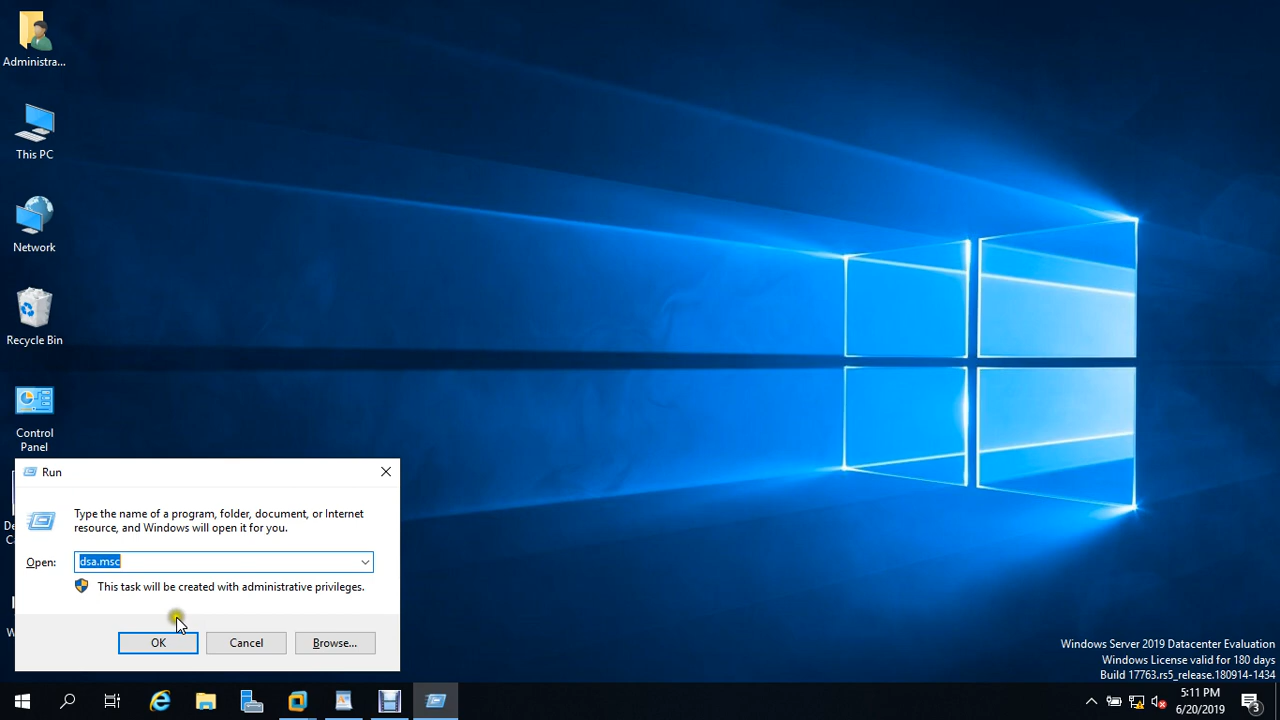 Administra...
This PC
Network
Recycle Bin
Control
Panel
Run
Type the name of a program, folder, document, or Internet
resource, and Windows will open it for you.
Open:
dsa.msc
This task will be created with administrative privileges.
OK
Cancel
Browse...
Windows Server 2019 Datacenter Evaluation
Windows License valid for 180 days
Build 17763.rs5_release.180914-1434
5:11 PM
6/20/2019
3